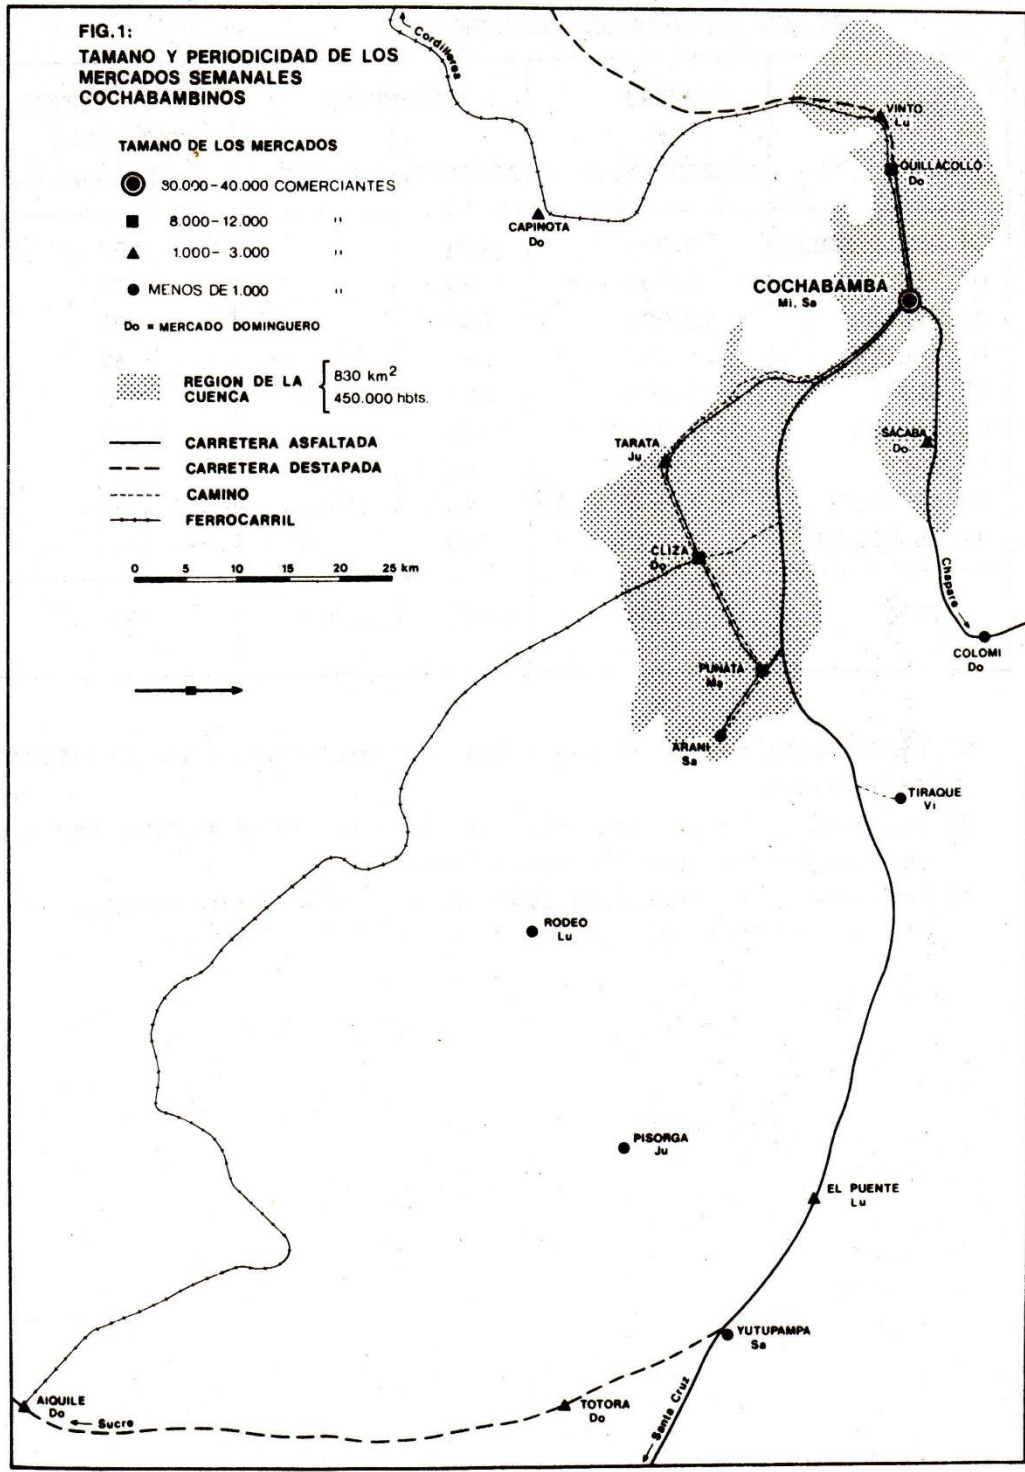 FIG.1:
TAMANO Y PERIODICIDAD DE LOS
MERCADOS SEMANALES
COCHABAMBINOS
TAMANO DE LOS MERCADOS
30.000-40.000 COMERCIANTES
8.000-12.000 "
1.000-3.000 "
MENOS DE 1.000 "
Do = MERCADO DOMINGUERO
REGION DE LA
CUENCA
830 km²
450.000 hbts.
CARRETERA ASFALTADA
CARRETERA DESTAPADA
CAMINO
FERROCARRIL
0 5 10 15 20 25 km
Cordillerea
VINTO
Lu
QUILLACOLLO
Do
CAPINOTA
Do
COCHABAMBA
Mi, Sa
TARATA
Ju
SACABA
Do
CLIZA
Do
Chapare
COLOMI
Do
PUNATA
Ma
ARANI
Sa
TIRAQUE
Vi
RODEO
Lu
PISORGA
Ju
EL PUENTE
Lu
YUTUPAMPA
Sa
AIQUILE
Do
Sucre
TOTORA
Do
Santa Cruz